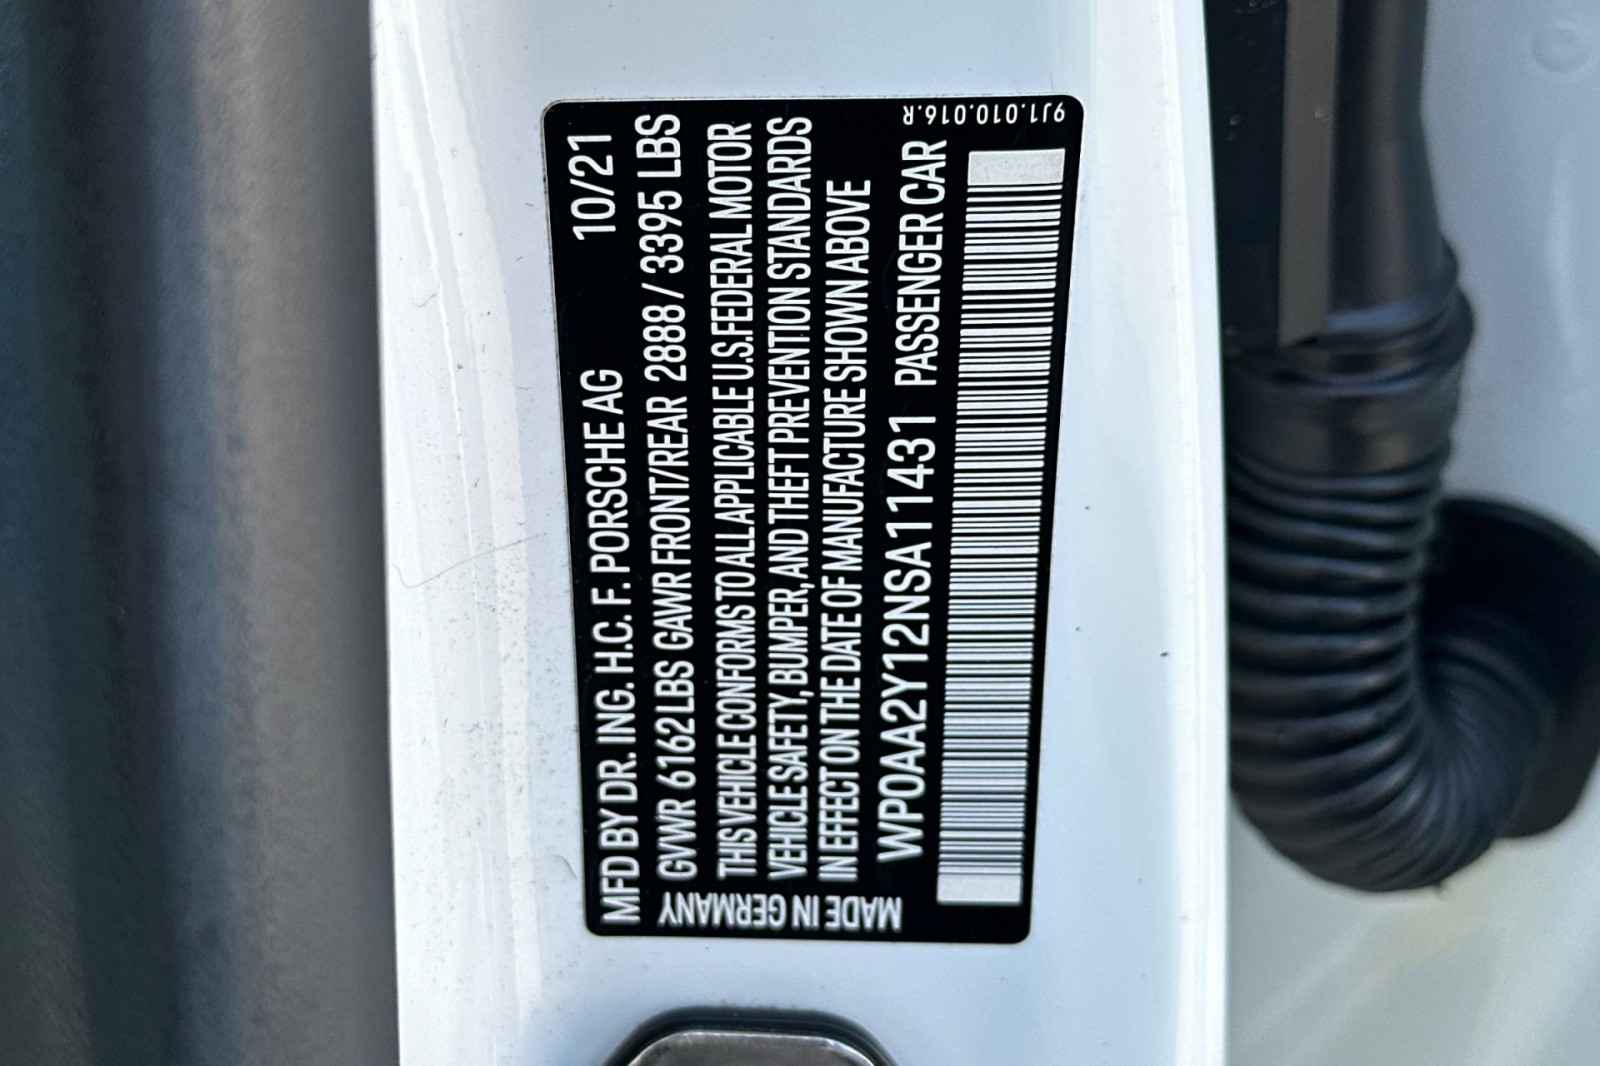 MFD BY DR. ING. H.C. F. PORSCHE AG 10/21
GVWR 6162LBS GAWR FRONT/REAR 2888 / 3395 LBS
THIS VEHICLE CONFORMS TO ALL APPLICABLE U.S. FEDERAL MOTOR
VEHICLE SAFETY, BUMPER, AND THEFT PREVENTION STANDARDS
IN EFFECT ON THE DATE OF MANUFACTURE SHOWN ABOVE
WP0AA2Y12NSA11431 PASSENGER CAR
MADE IN GERMANY
9J1.010.016.R